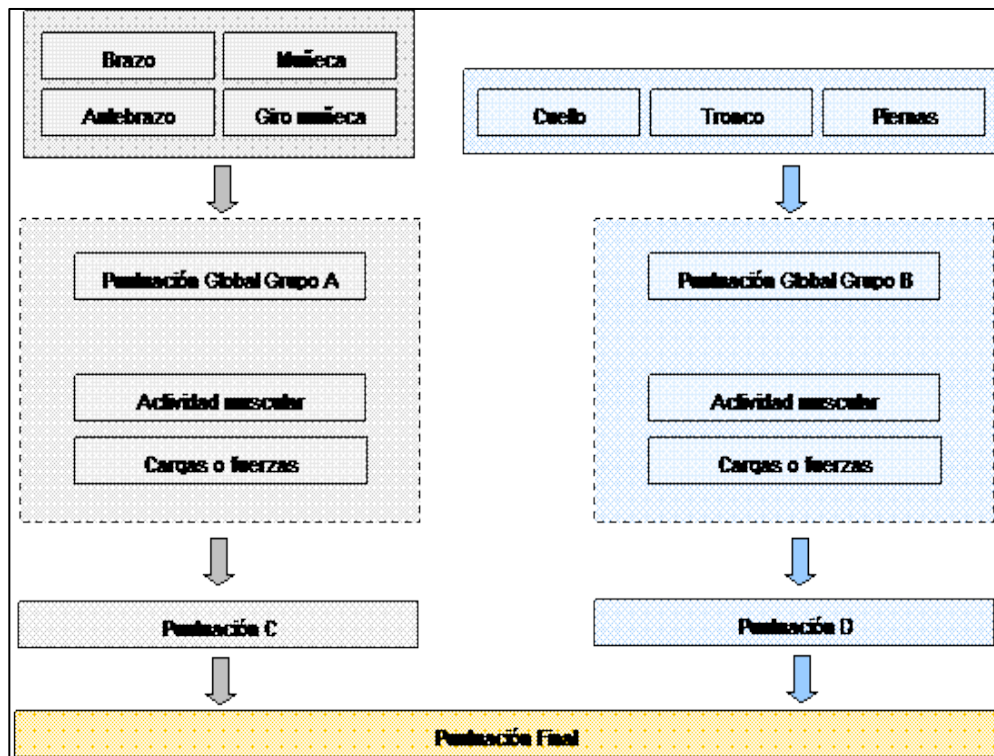 Brazo
Muñeca
Antebrazo
Giro muñeca
Cuello
Tronco
Piernas
Puntuación Global Grupo A
Puntuación Global Grupo B
Actividad muscular
Actividad muscular
Cargas o fuerzas
Cargas o fuerzas
Puntuación C
Puntuación D
Puntuación Final